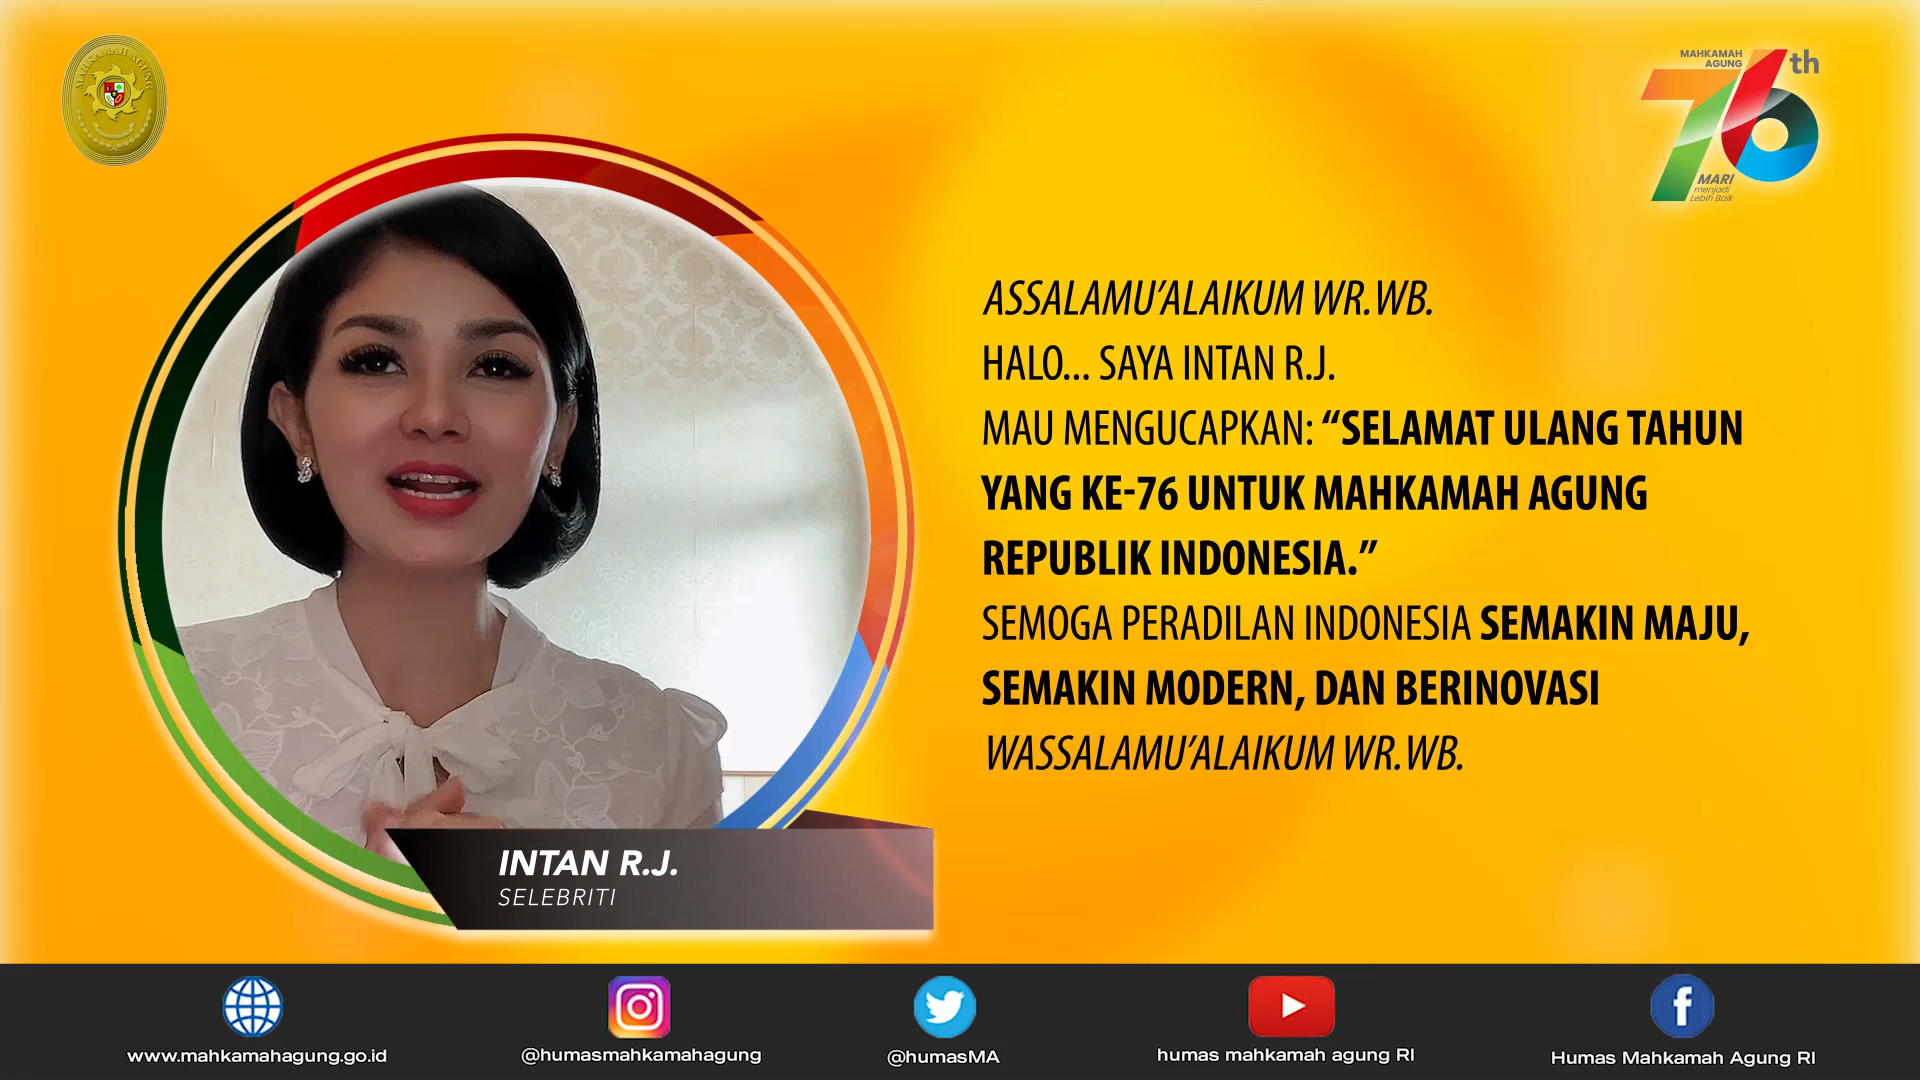 MAHKAMAH AGUNG
MAHKAMAH
AGUNG
76th
MARI
menjadi
Lebih Baik
ASSALAMU’ALAIKUM WR.WB.
HALO... SAYA INTAN R.J.
MAU MENGUCAPKAN: “SELAMAT ULANG TAHUN
YANG KE-76 UNTUK MAHKAMAH AGUNG
REPUBLIK INDONESIA.”
SEMOGA PERADILAN INDONESIA SEMAKIN MAJU,
SEMAKIN MODERN, DAN BERINOVASI
WASSALAMU’ALAIKUM WR.WB.
INTAN R.J.
SELEBRITI
www.mahkamahagung.go.id
@humasmahkamahagung
@humasMA
humas mahkamah agung RI
Humas Mahkamah Agung RI